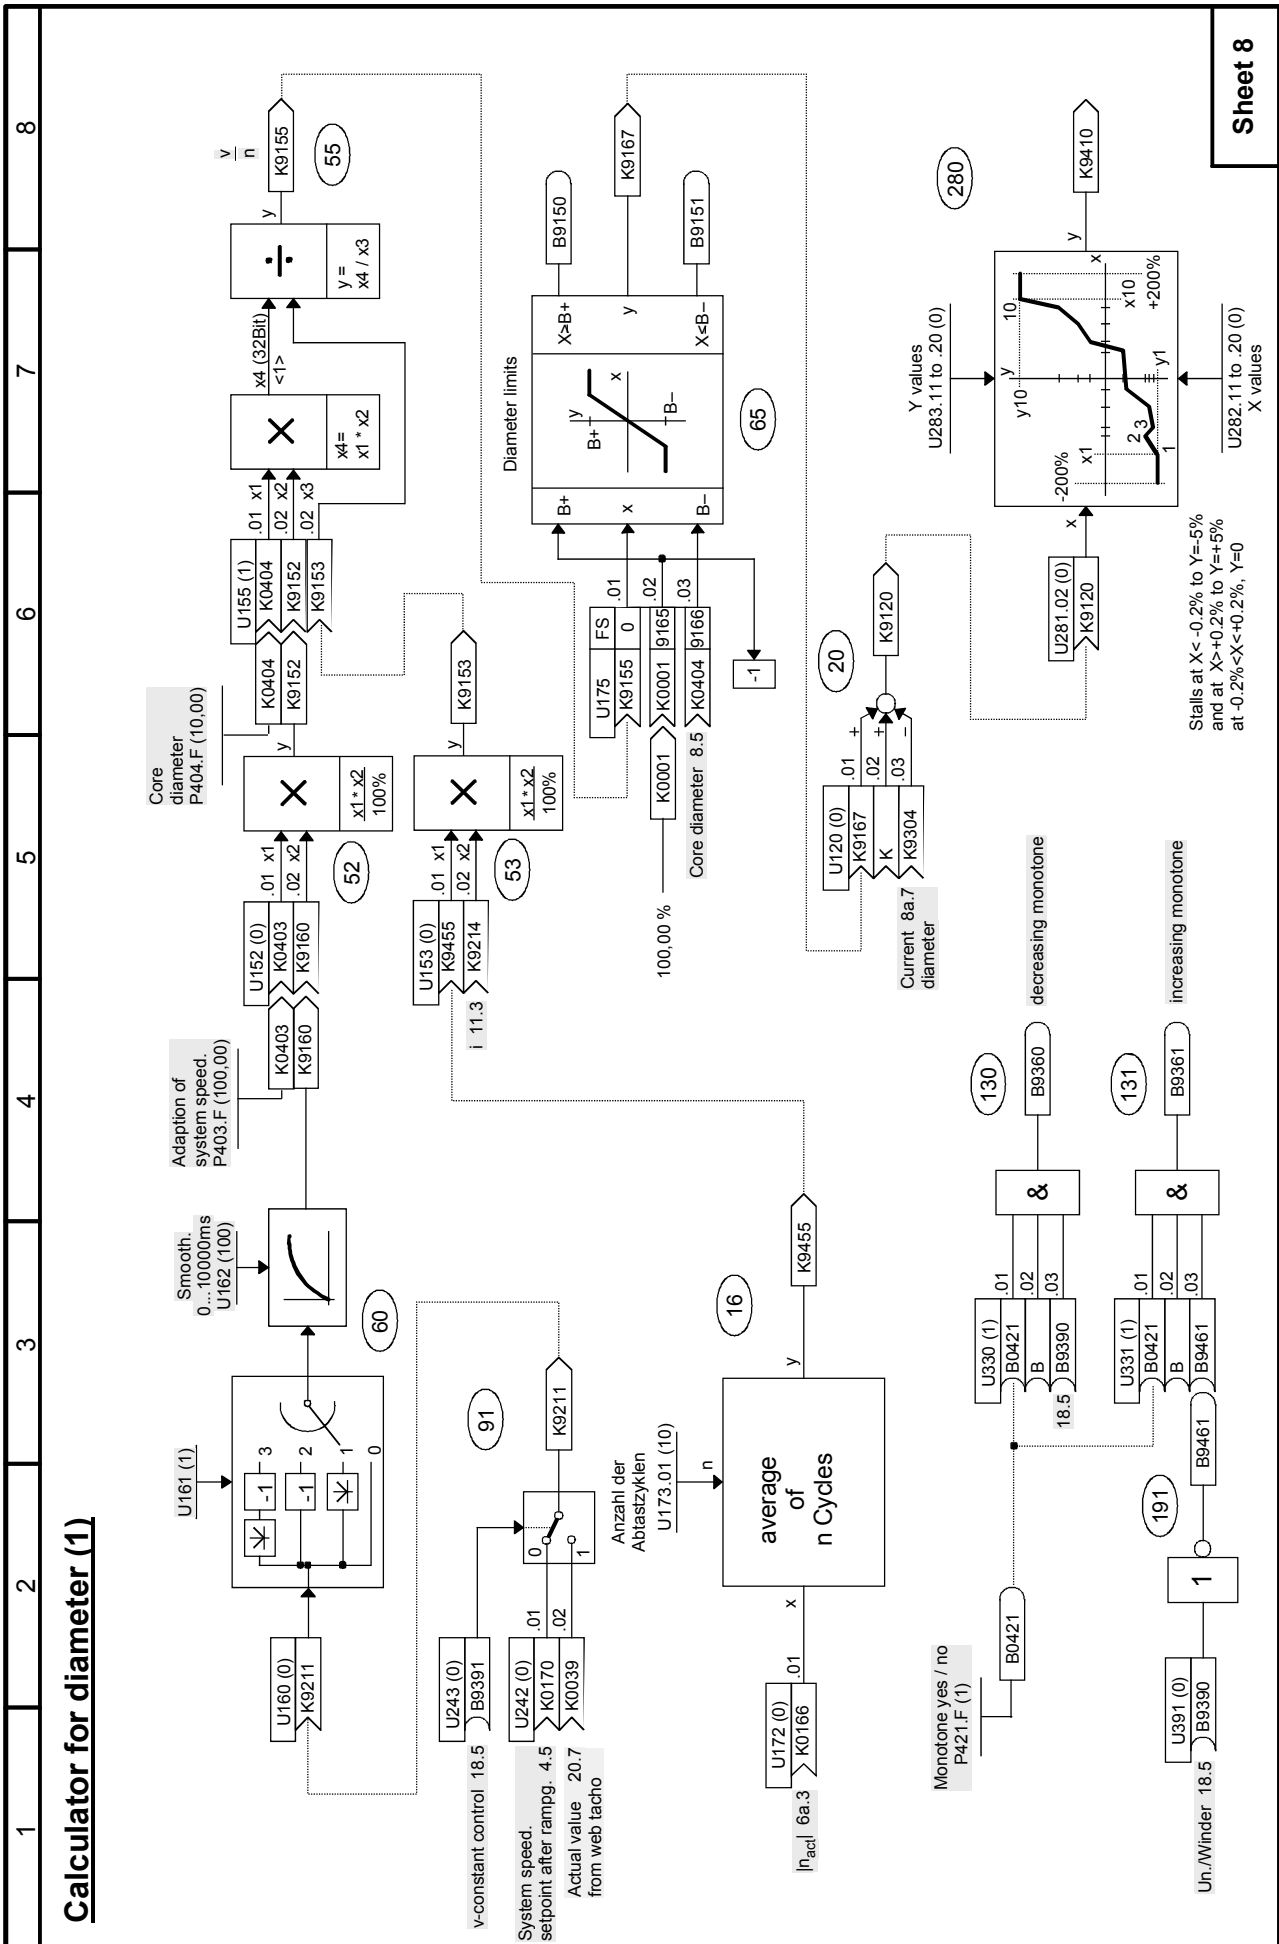 Calculator for diameter (1)
1
2
3
4
5
6
7
8
Sheet 8
U161 (1)
-1
3
-1
2
1
0
U160 (0)
K9211
60
Smooth.
0...10000ms
U162 (100)
Adaption of
system speed.
P403.F (100,00)
K0403
K9160
U152 (0)
K0403
K9160
.01 x1
.02 x2
x1 * x2
100%
52
y
Core
diameter
P404.F (10,00)
K0404
K9152
U155 (1)
K0404
K9152
K9153
.01 x1
.02 x2
.02 x3
x4=
x1 * x2
x4 (32Bit)
<1>
y =
x4 / x3
y
v
n
K9155
55
v-constant control 18.5
U243 (0)
B9391
System speed.
setpoint after rampg. 4.5
Actual value 20.7
from web tacho
U242 (0)
K0170
K0039
.01
.02
0
1
91
K9211
i 11.3
U153 (0)
K9455
K9214
.01 x1
.02 x2
x1 * x2
100%
53
y
K9153
100,00 %
K0001
Core diameter 8.5
U175
FS
K9155
0
.01
K0001
9165
.02
K0404
9166
.03
-1
Diameter limits
B+
x
B–
B+
y
x
B–
X>B+
y
X≤B–
B9150
K9167
B9151
65
|nact| 6a.3
U172 (0)
K0166
.01
x
Anzahl der
Abtastzyklen
U173.01 (10)
n
average
of
n Cycles
y
16
K9455
Current 8a.7
diameter
U120 (0)
K9167
K
K9304
.01
.02
.03
+
+
–
20
K9120
U281.02 (0)
K9120
x
Y values
U283.11 to .20 (0)
-200%
x1
y
y10
10
x
x10
+200%
y1
2
3
1
U282.11 to .20 (0)
X values
y
K9410
280
Stalls at X< -0.2% to Y=-5%
and at X>+0.2% to Y=+5%
at -0.2%<X<+0.2%, Y=0
Monotone yes / no
P421.F (1)
B0421
U330 (1)
B0421
B
B9390
18.5
.01
.02
.03
&
130
B9360
decreasing monotone
Un./Winder 18.5
U391 (0)
B9390
1
191
B9461
U331 (1)
B0421
B
B9461
.01
.02
.03
&
131
B9361
increasing monotone